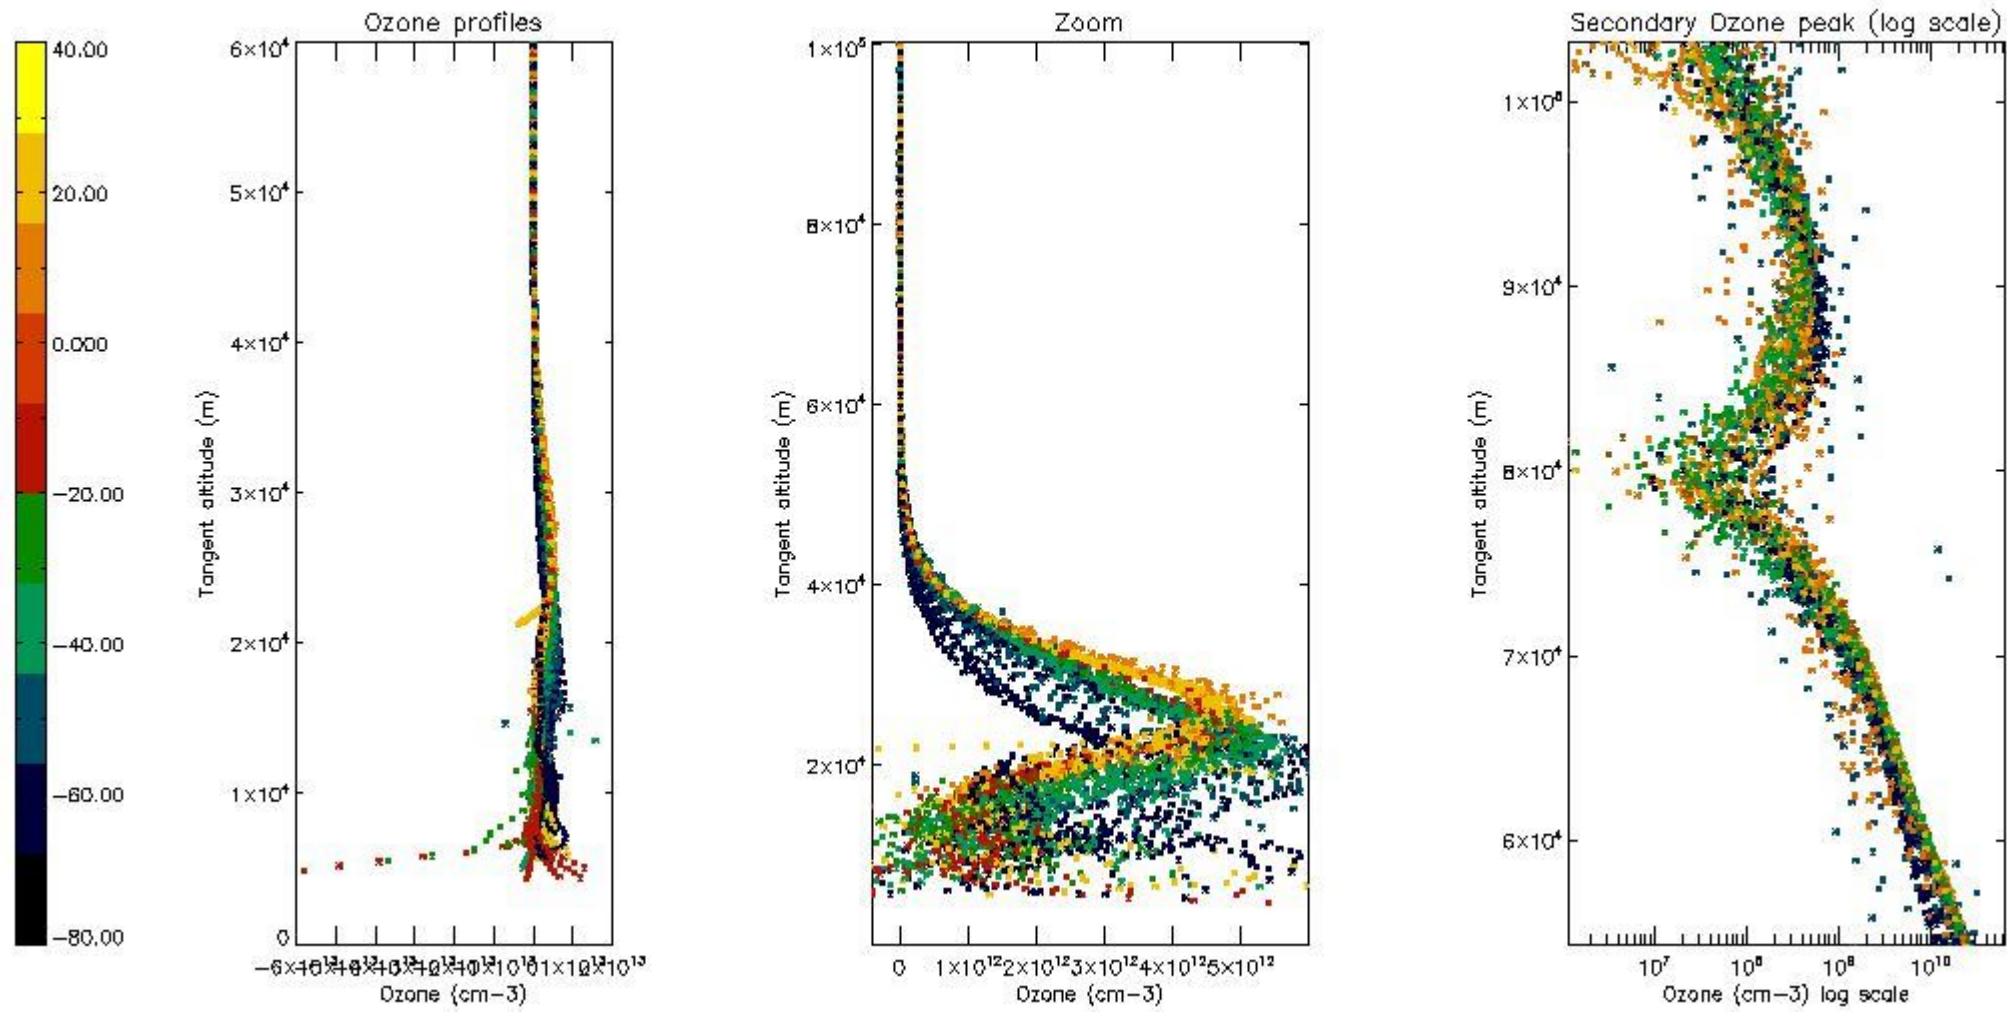 Ozone profiles
Zoom
Secondary Ozone peak (log scale)
40.00
20.00
0.000
−20.00
−40.00
−60.00
−80.00
6×10⁴
5×10⁴
4×10⁴
3×10⁴
2×10⁴
1×10⁴
0
Tangent altitude (m)
Ozone (cm−3)
1×10⁵
8×10⁴
6×10⁴
4×10⁴
2×10⁴
Tangent altitude (m)
0 1×10¹² 2×10¹² 3×10¹² 4×10¹² 5×10¹²
Ozone (cm−3)
9×10⁴
8×10⁴
7×10⁴
6×10⁴
Tangent altitude (m)
10⁷ 10⁸ 10⁹ 10¹⁰
Ozone (cm−3) log scale